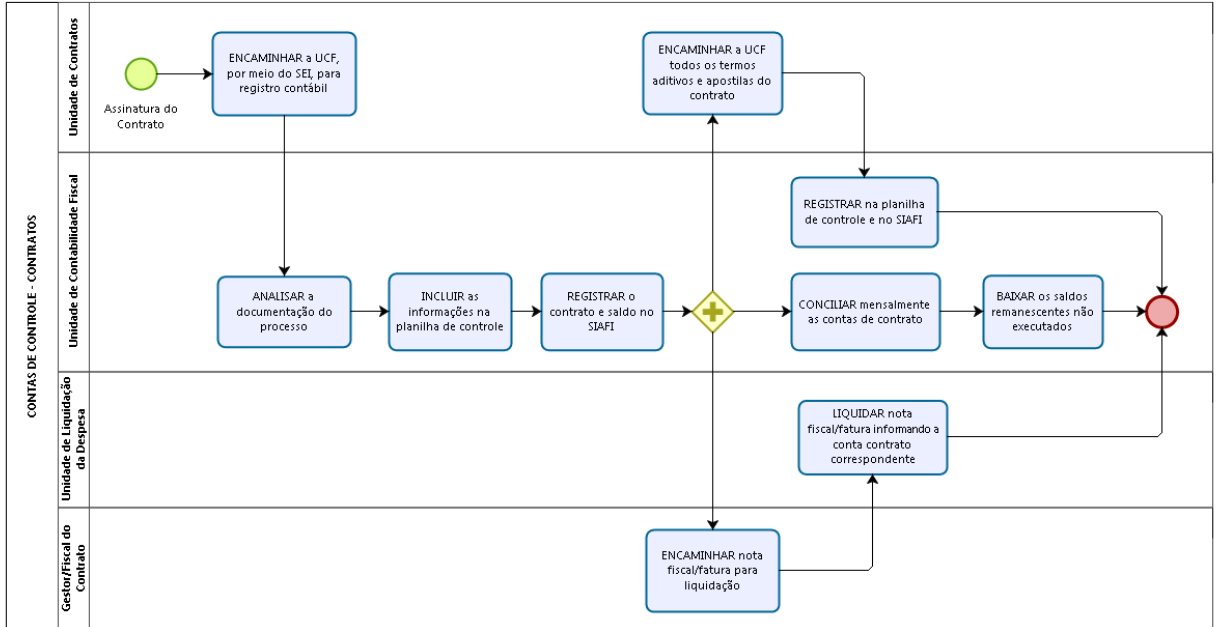 CONTAS DE CONTROLE - CONTRATOS
Unidade de Contratos
Assinatura do
Contrato
ENCAMINHAR a UCF,
por meio do SEI, para
registro contábil
ENCAMINHAR a UCF
todos os termos
aditivos e apostilas do
contrato
Unidade de Contabilidade Fiscal
REGISTRAR na planilha
de controle e no SIAFI
ANALISAR a
documentação do
processo
INCLUIR as
informações na
planilha de controle
REGISTRAR o
contrato e saldo no
SIAFI
CONCILIAR mensalmente
as contas de contrato
BAIXAR os saldos
remanescentes não
executados
Unidade de Liquidação
da Despesa
LIQUIDAR nota
fiscal/fatura informando a
conta contrato
correspondente
Gestor/Fiscal do
Contrato
ENCAMINHAR nota
fiscal/fatura para
liquidação